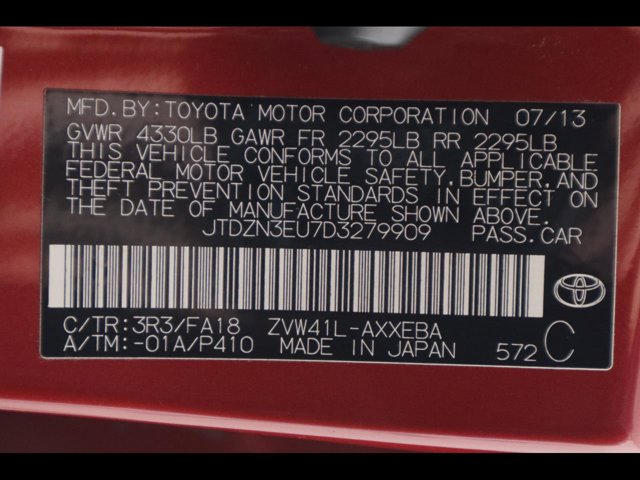 MFD. BY: TOYOTA MOTOR CORPORATION 07/13
GVWR 4330LB GAWR FR 2295LB RR 2295LB
THIS VEHICLE CONFORMS TO ALL APPLICABLE
FEDERAL MOTOR VEHICLE SAFETY, BUMPER, AND
THEFT PREVENTION STANDARDS IN EFFECT ON
THE DATE OF MANUFACTURE SHOWN ABOVE.
JTDZN3EU7D3279909 PASS.CAR
C/TR:3R3/FA18 ZVW41L-AXXEBA
A/TM:-01A/P410 MADE IN JAPAN 572 C